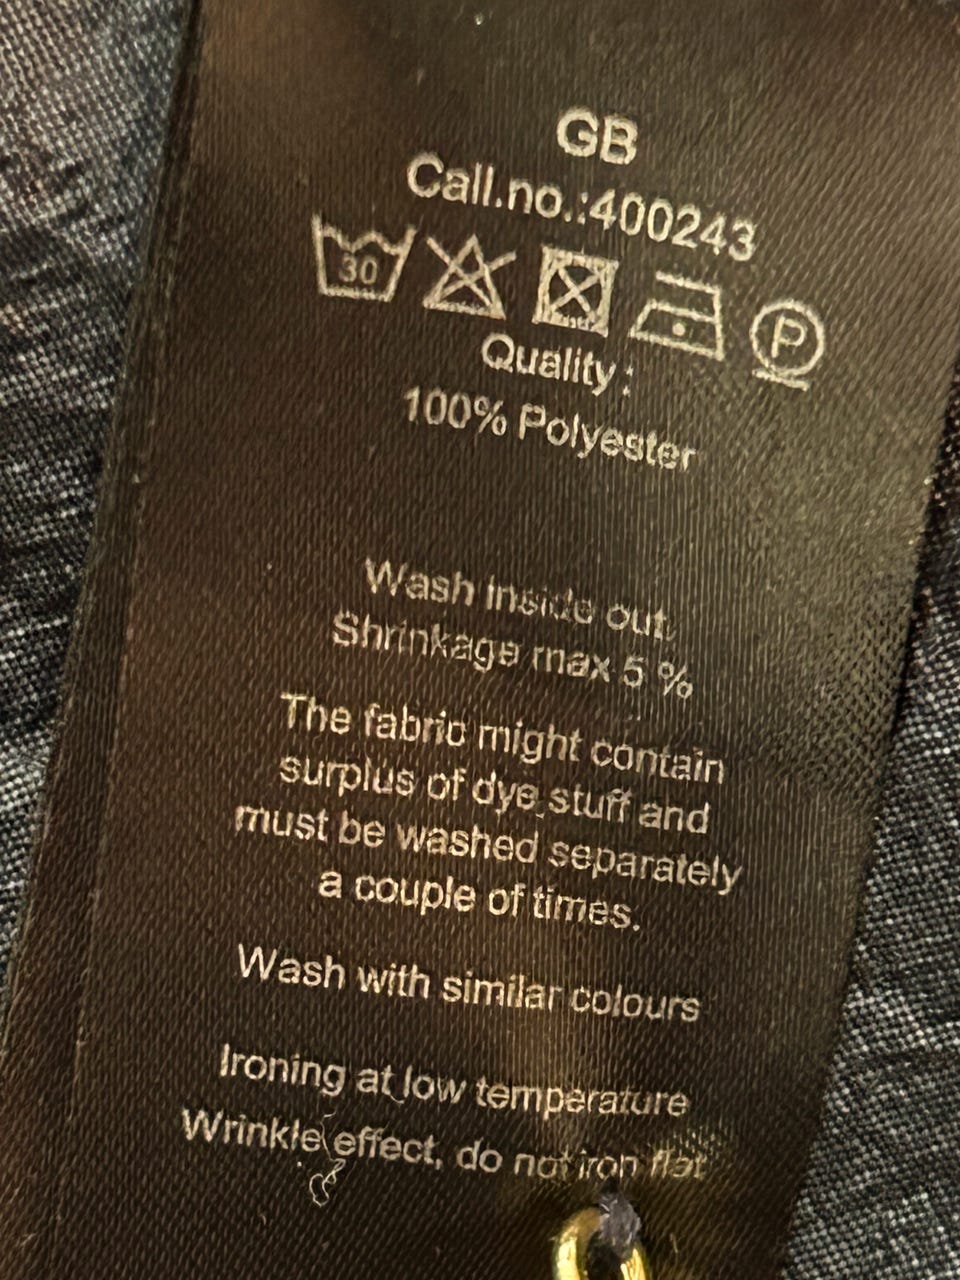 GB
Call.no.:400243
30 P
Quality:
100% Polyester
Wash inside out.
Shrinkage max 5 %
The fabric might contain
surplus of dye stuff and
must be washed separately
a couple of times.
Wash with similar colours
Ironing at low temperature
Wrinkle effect, do not iron flat